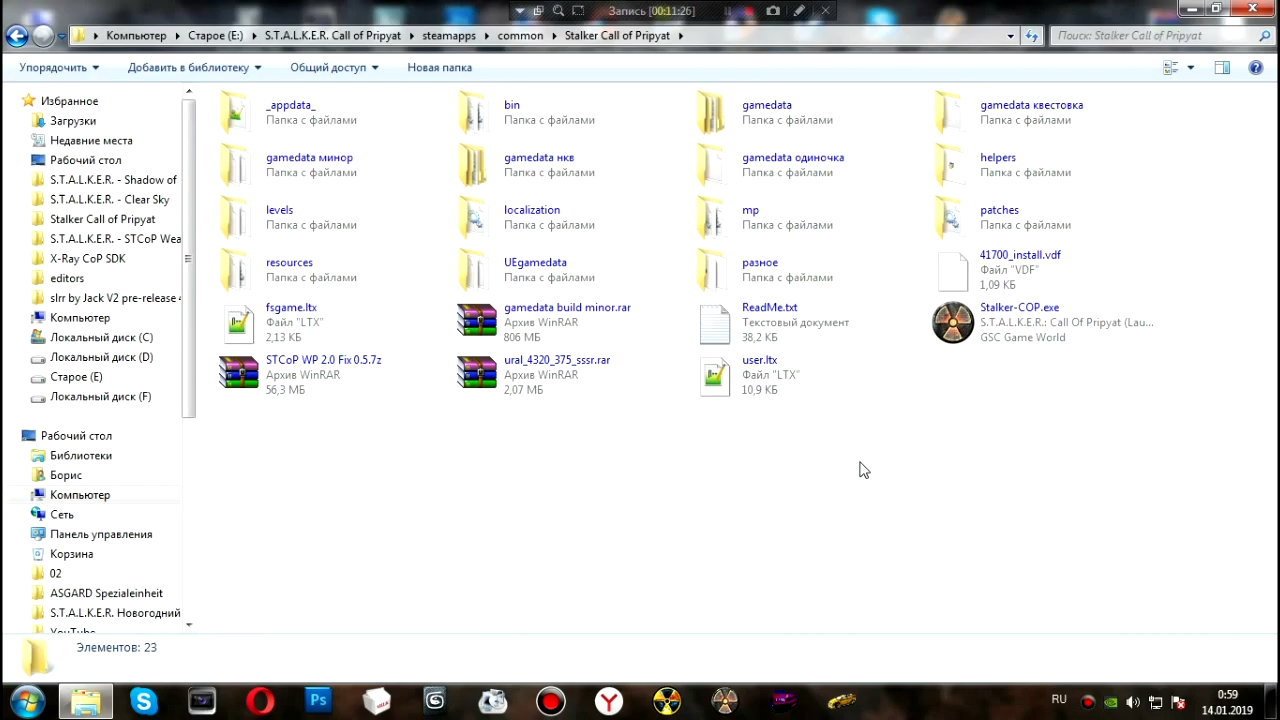 Запись [00:11:26]
Компьютер
Старое (E:)
S.T.A.L.K.E.R. Call of Pripyat
steamapps
common
Stalker Call of Pripyat
Поиск: Stalker Call of Pripyat
Упорядочить
Добавить в библиотеку
Общий доступ
Новая папка
Избранное
Загрузки
Недавние места
Рабочий стол
S.T.A.L.K.E.R. - Shadow of
S.T.A.L.K.E.R. - Clear Sky
Stalker Call of Pripyat
S.T.A.L.K.E.R. - STCoP Wea
X-Ray CoP SDK
editors
slrr by Jack V2 pre-release 4
Компьютер
Локальный диск (C)
Локальный диск (D)
Старое (E)
Локальный диск (F)
Рабочий стол
Библиотеки
Борис
Компьютер
Сеть
Панель управления
Корзина
02
ASGARD Spezialeinheit
S.T.A.L.K.E.R. Новогодний
YouTube
_appdata_
Папка с файлами
bin
Папка с файлами
gamedata
Папка с файлами
gamedata квестовка
Папка с файлами
gamedata минор
Папка с файлами
gamedata нкв
Папка с файлами
gamedata одиночка
Папка с файлами
helpers
Папка с файлами
levels
Папка с файлами
localization
Папка с файлами
mp
Папка с файлами
patches
Папка с файлами
resources
Папка с файлами
UEgamedata
Папка с файлами
разное
Папка с файлами
41700_install.vdf
Файл "VDF"
1,09 КБ
fsgame.ltx
Файл "LTX"
2,13 КБ
gamedata build minor.rar
Архив WinRAR
806 МБ
ReadMe.txt
Текстовый документ
38,2 КБ
Stalker-COP.exe
S.T.A.L.K.E.R.: Call Of Pripyat (Lau...
GSC Game World
STCoP WP 2.0 Fix 0.5.7z
Архив WinRAR
56,3 МБ
ural_4320_375_sssr.rar
Архив WinRAR
2,07 МБ
user.ltx
Файл "LTX"
10,9 КБ
Элементов: 23
Ps
RU
0:59
14.01.2019